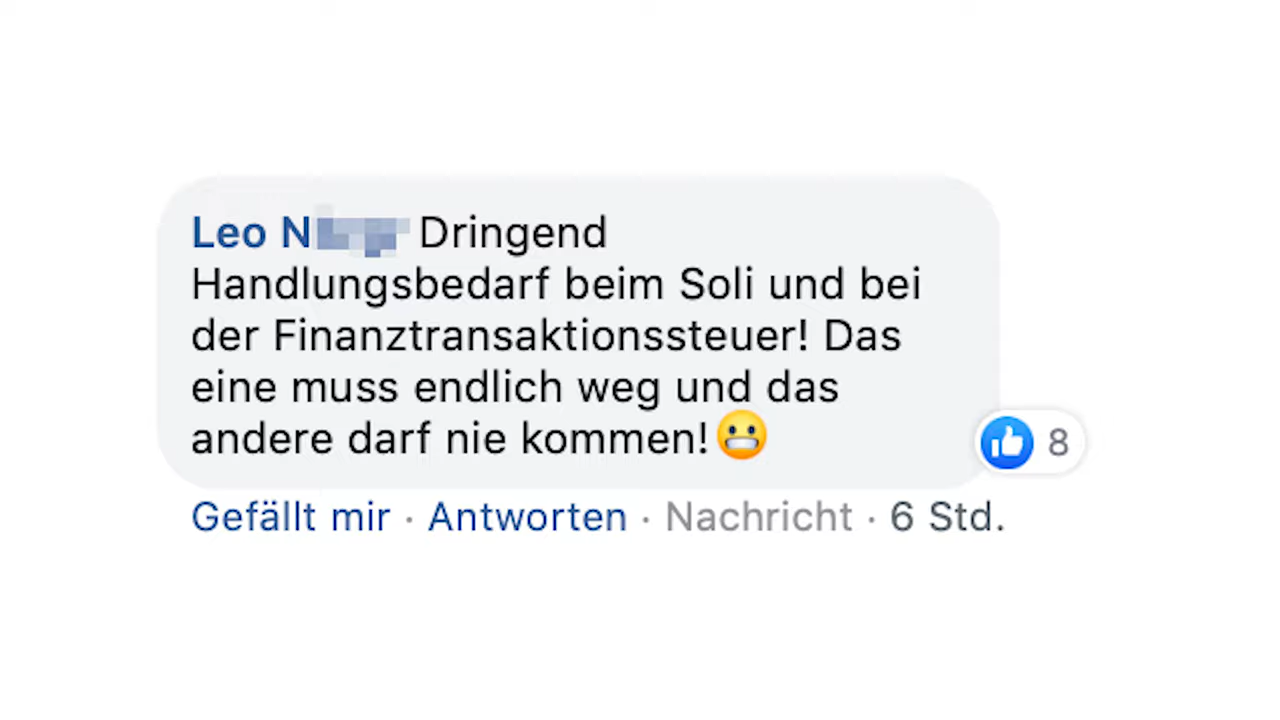 Leo N Dringend
Handlungsbedarf beim Soli und bei
der Finanztransaktionssteuer! Das
eine muss endlich weg und das
andere darf nie kommen!😬
8
Gefällt mir · Antworten · Nachricht · 6 Std.